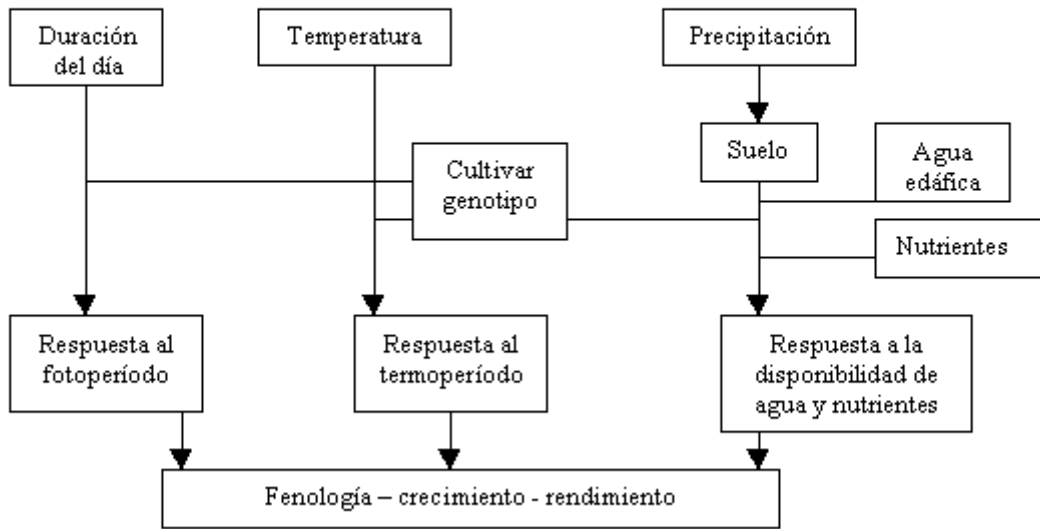 Duración
del día
Temperatura
Precipitación
Suelo
Agua
edáfica
Cultivar
genotipo
Nutrientes
Respuesta al
fotoperíodo
Respuesta al
termoperíodo
Respuesta a la
disponibilidad de
agua y nutrientes
Fenología – crecimiento - rendimiento